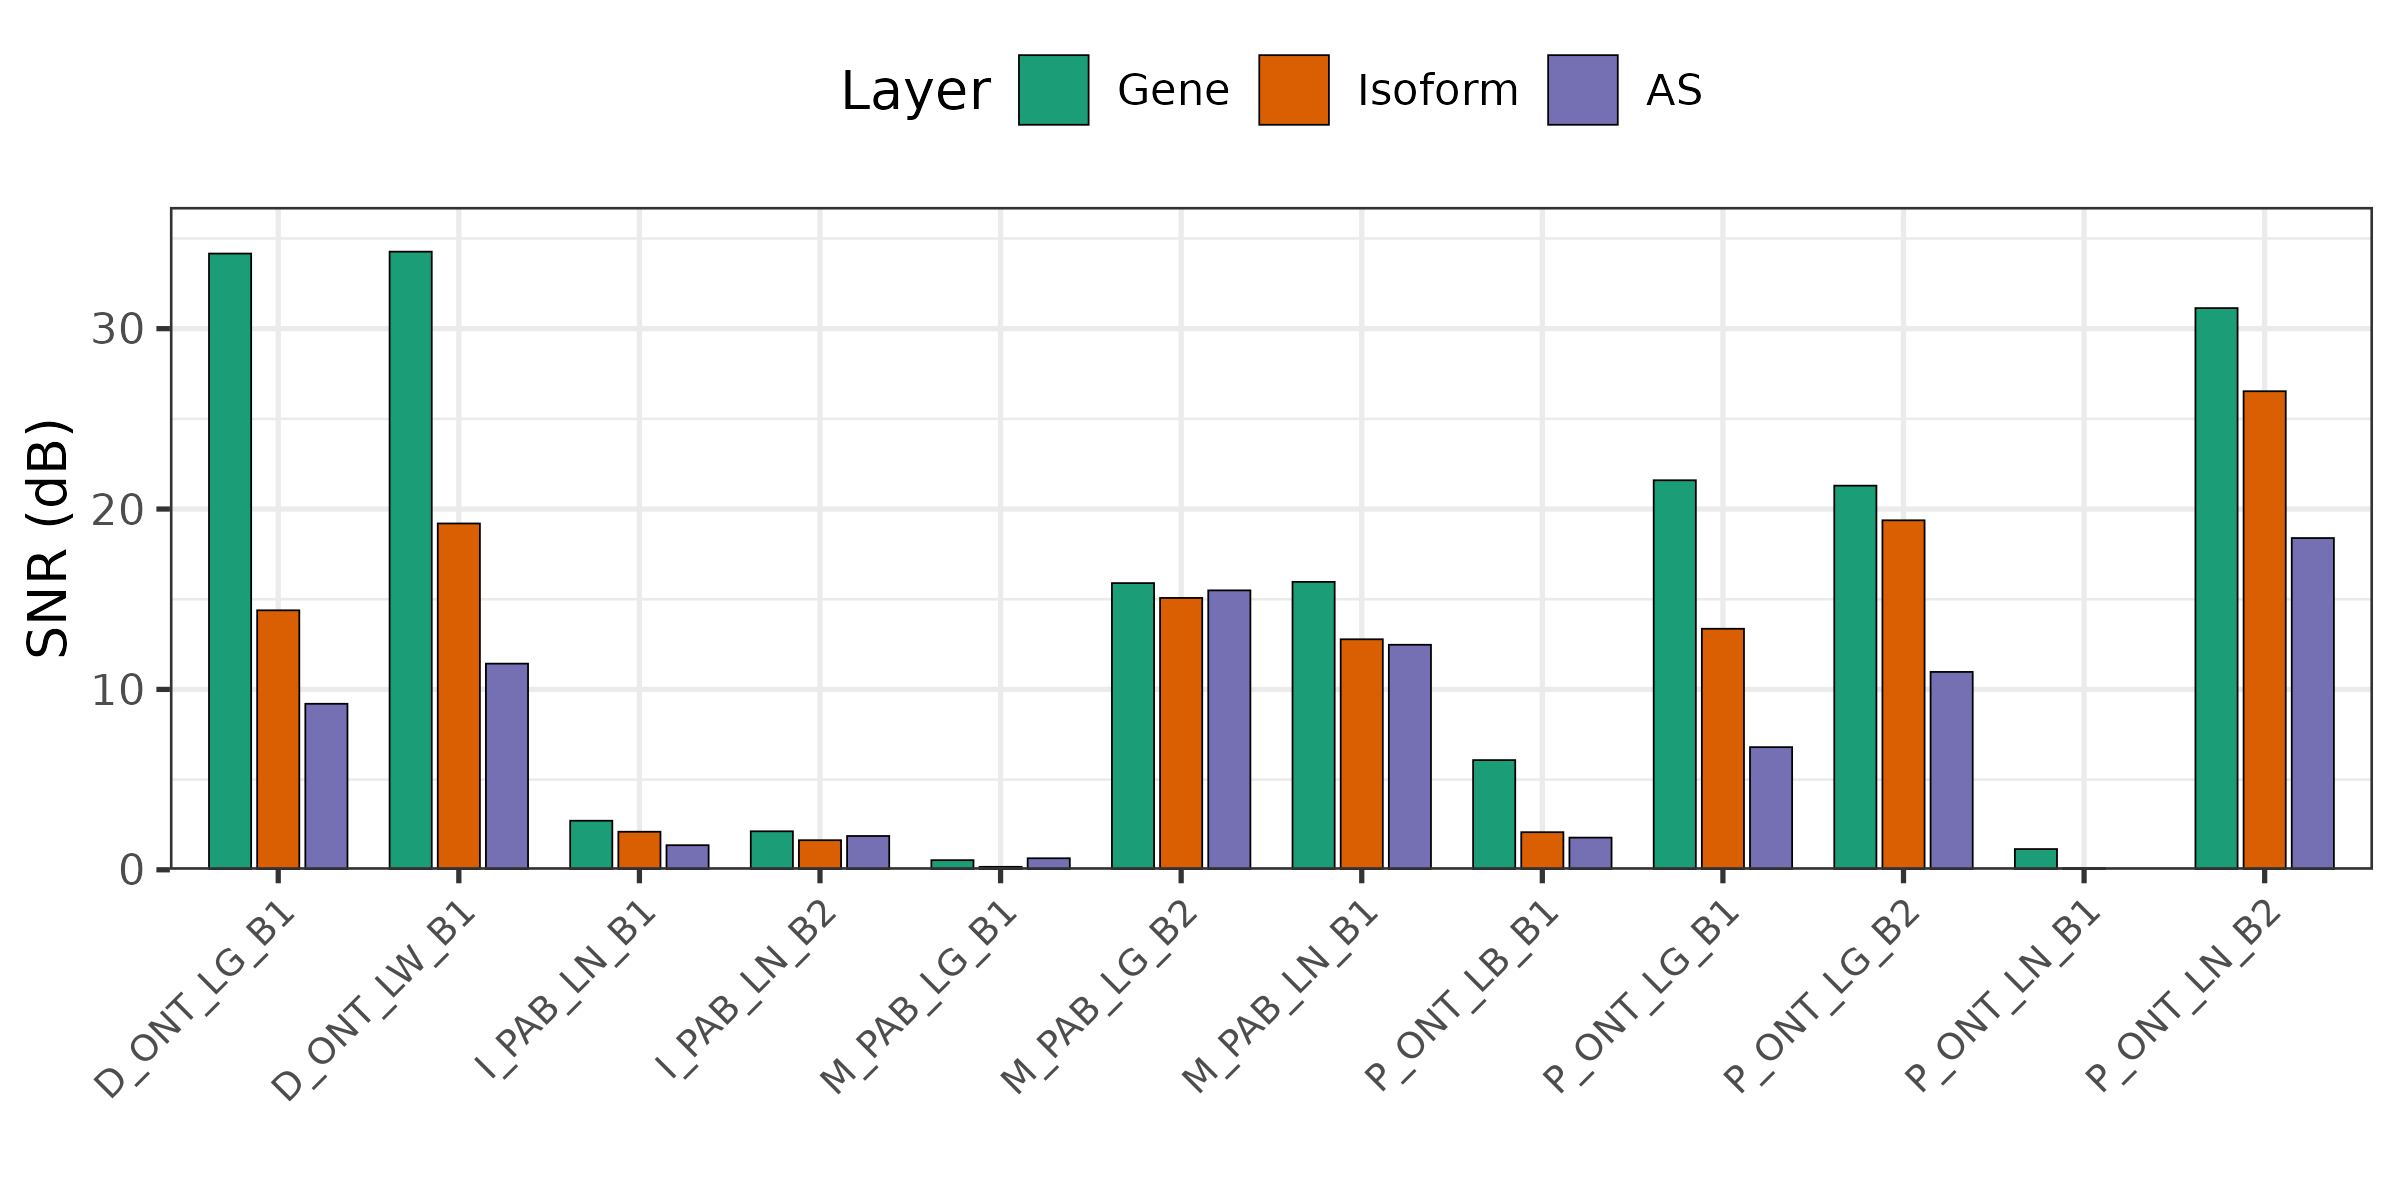 Layer Gene Isoform AS
SNR (dB)
30
20
10
0
D_ONT_LG_B1
D_ONT_LW_B1
I_PAB_LN_B1
I_PAB_LN_B2
M_PAB_LG_B1
M_PAB_LG_B2
M_PAB_LN_B1
P_ONT_LB_B1
P_ONT_LG_B1
P_ONT_LG_B2
P_ONT_LN_B1
P_ONT_LN_B2